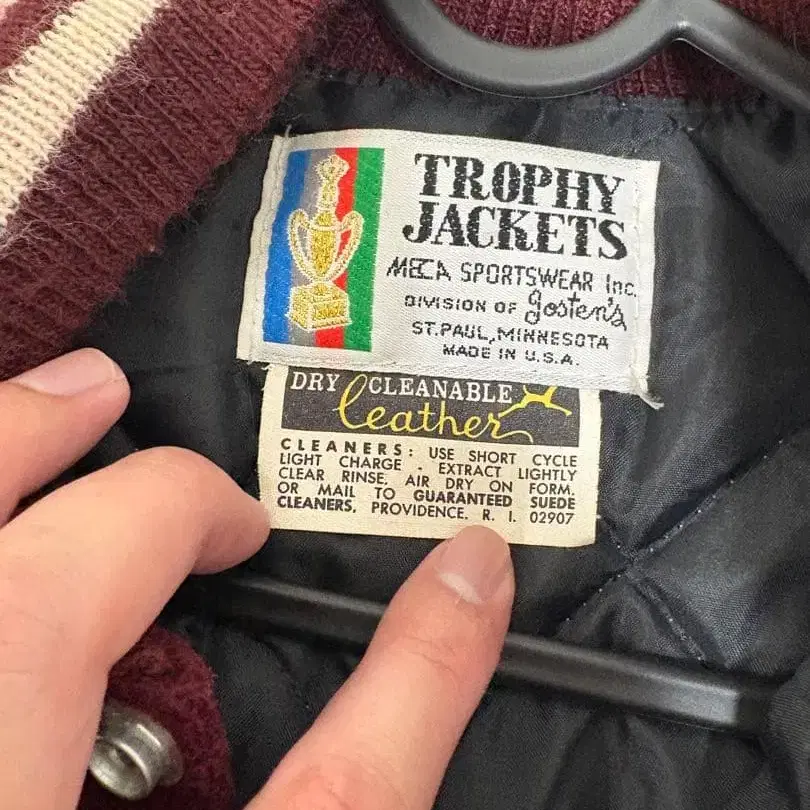 TROPHY
JACKETS
MECA SPORTSWEAR Inc.
DIVISION OF Josten's
ST. PAUL, MINNESOTA
MADE IN U.S.A.
DRY CLEANABLE
leather
CLEANERS: USE SHORT CYCLE
LIGHT CHARGE. EXTRACT LIGHTLY
CLEAR RINSE, AIR DRY ON FORM.
OR MAIL TO GUARANTEED SUEDE
CLEANERS, PROVIDENCE, R. I. 02907